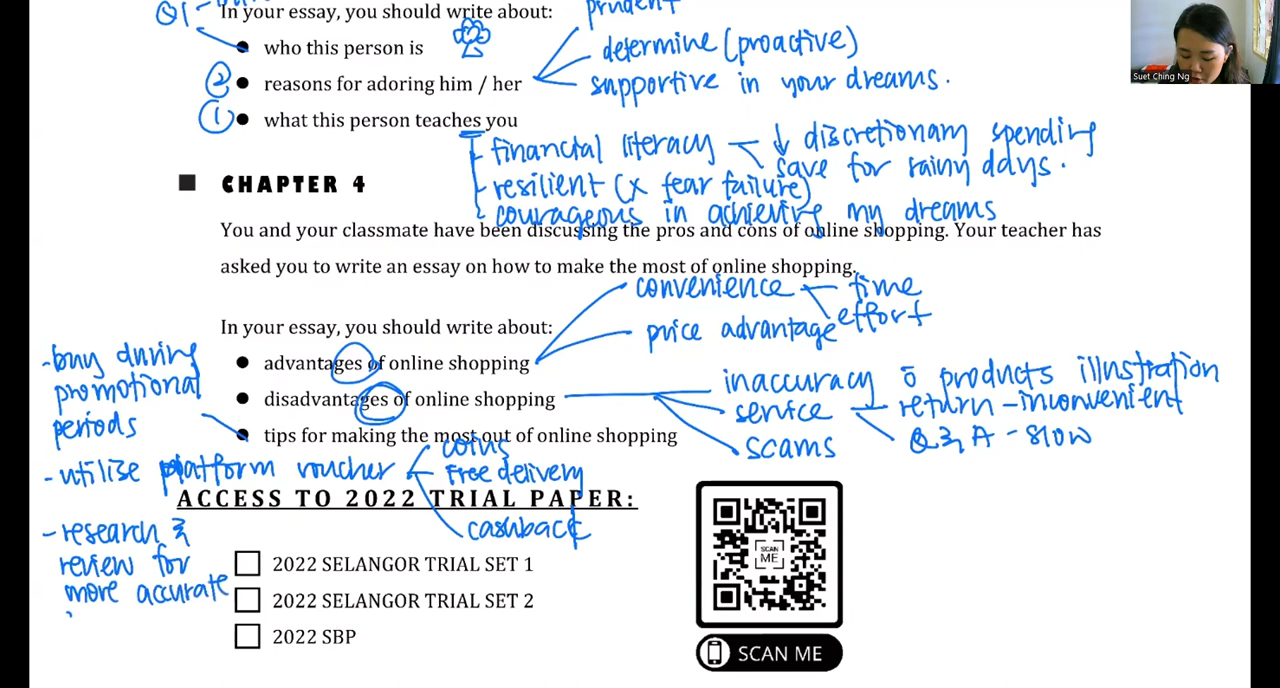 Q1 -
In your essay, you should write about:
prudent
• who this person is
determine (proactive)
② • reasons for adoring him / her
supportive in your dreams.
① • what this person teaches you
financial literacy
↓ discretionary spending
save for rainy days.
resilient (x fear failure)
courageous in achieving my dreams
■ CHAPTER 4
You and your classmate have been discussing the pros and cons of online shopping. Your teacher has
asked you to write an essay on how to make the most of online shopping.
convenience
time
effort
price advantage
In your essay, you should write about:
• advantages of online shopping
• disadvantages of online shopping
inaccuracy ō products illustration
service
return - inconvenient
Q & A - slow
scams
• tips for making the most out of online shopping
- buy during
promotional
periods
- utilise platform voucher
coins
Free delivery
cashback
- research &
review for
more accurate
ACCESS TO 2022 TRIAL PAPER:
2022 SELANGOR TRIAL SET 1
2022 SELANGOR TRIAL SET 2
2022 SBP
SCAN
ME
SCAN ME
Suet Ching Ng